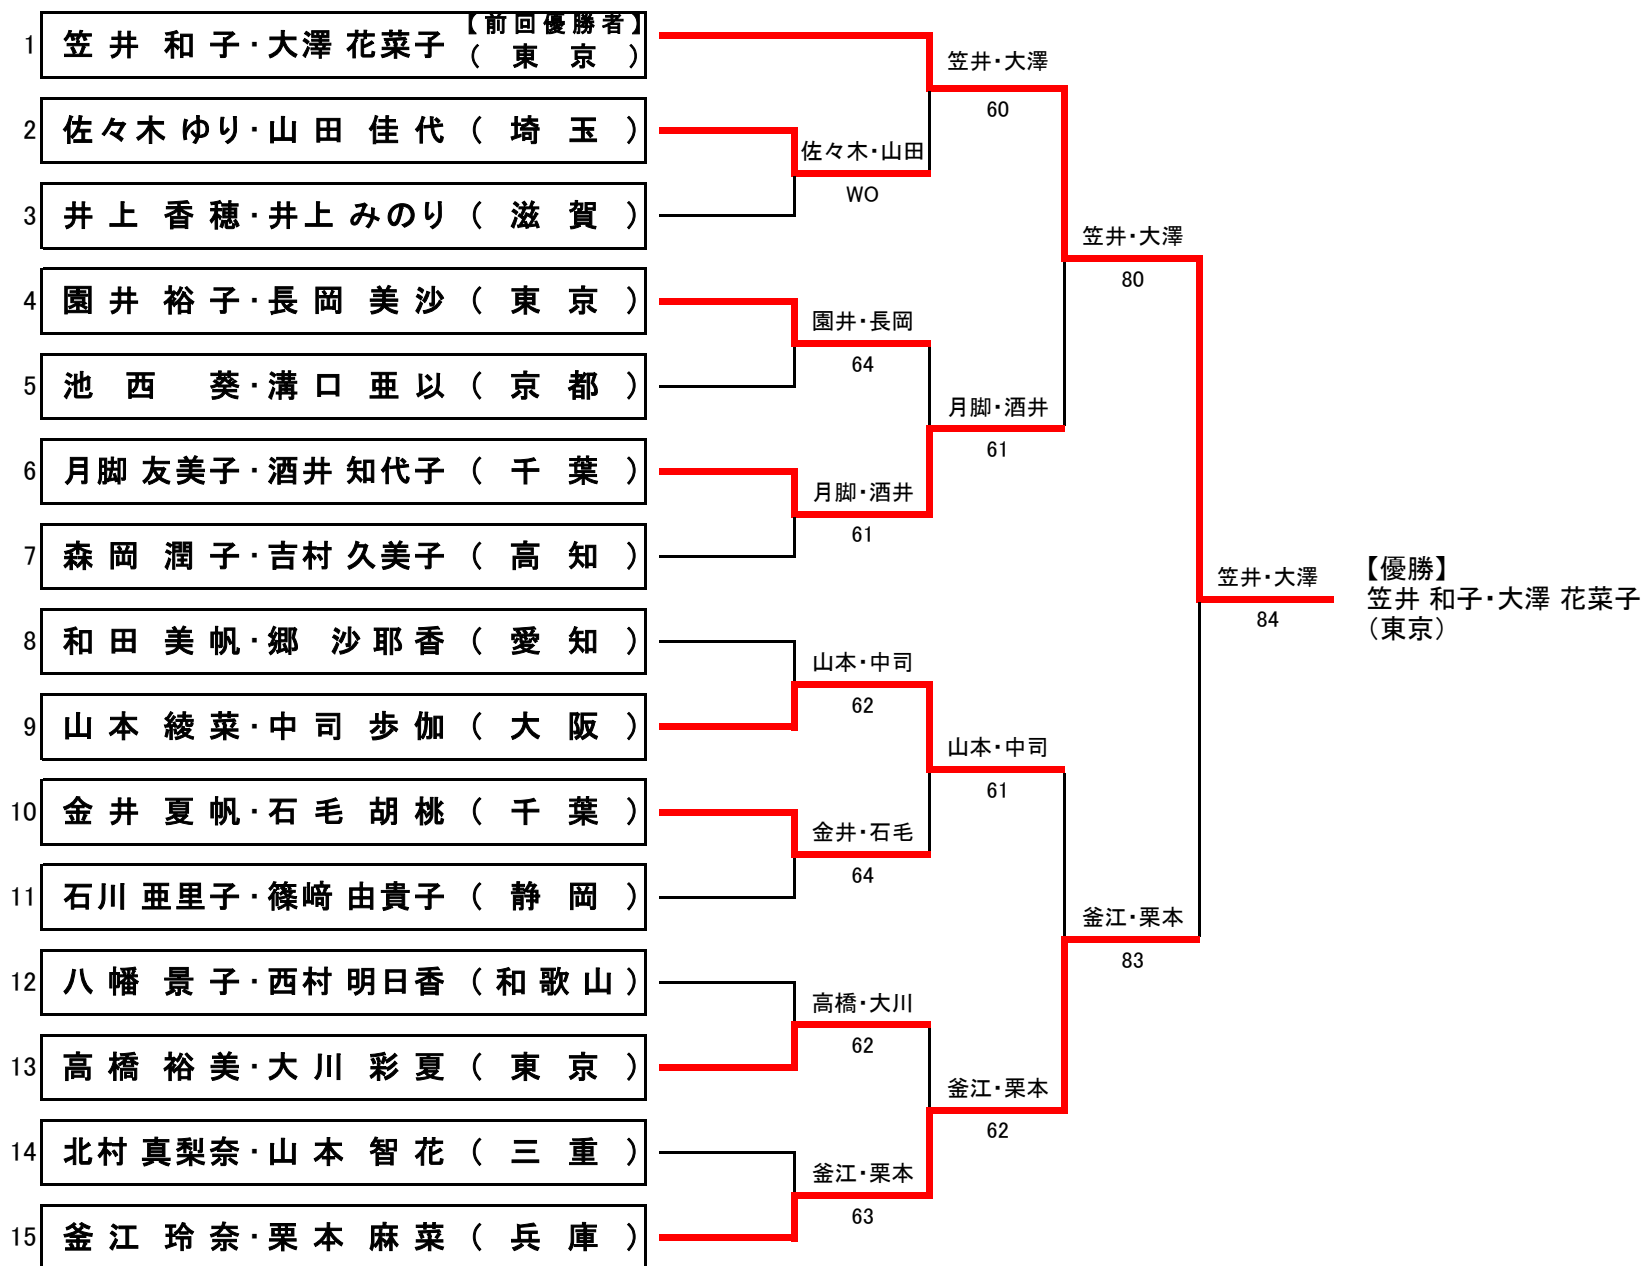 【前回優勝者】
1 笠井 和子・大澤 花菜子 (東京)
2 佐々木 ゆり・山田 佳代 (埼玉)
3 井上 香穂・井上 みのり (滋賀)
4 園井 裕子・長岡 美沙 (東京)
5 池西 葵・溝口 亜以 (京都)
6 月脚 友美子・酒井 知代子 (千葉)
7 森岡 潤子・吉村 久美子 (高知)
8 和田 美帆・郷 沙耶香 (愛知)
9 山本 綾菜・中司 歩伽 (大阪)
10 金井 夏帆・石毛 胡桃 (千葉)
11 石川 亜里子・篠﨑 由貴子 (静岡)
12 八幡 景子・西村 明日香 (和歌山)
13 高橋 裕美・大川 彩夏 (東京)
14 北村 真梨奈・山本 智花 (三重)
15 釜江 玲奈・栗本 麻菜 (兵庫)
佐々木・山田
WO
園井・長岡
64
月脚・酒井
61
山本・中司
62
金井・石毛
64
高橋・大川
62
釜江・栗本
63
笠井・大澤
60
月脚・酒井
61
山本・中司
61
釜江・栗本
62
笠井・大澤
80
釜江・栗本
83
笠井・大澤
84
【優勝】
笠井 和子・大澤 花菜子
(東京)